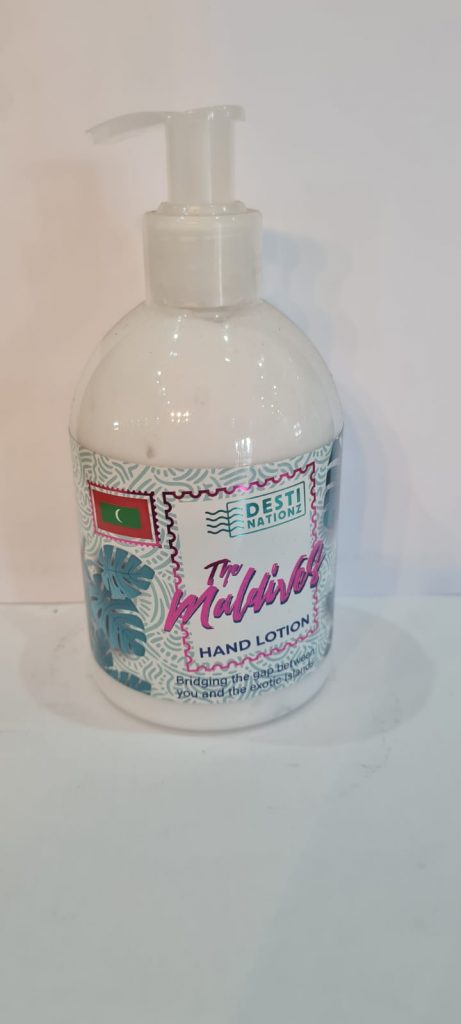 DESTI
NATIONZ
The
Maldives
HAND LOTION
Bridging the gap between
you and the exotic islands